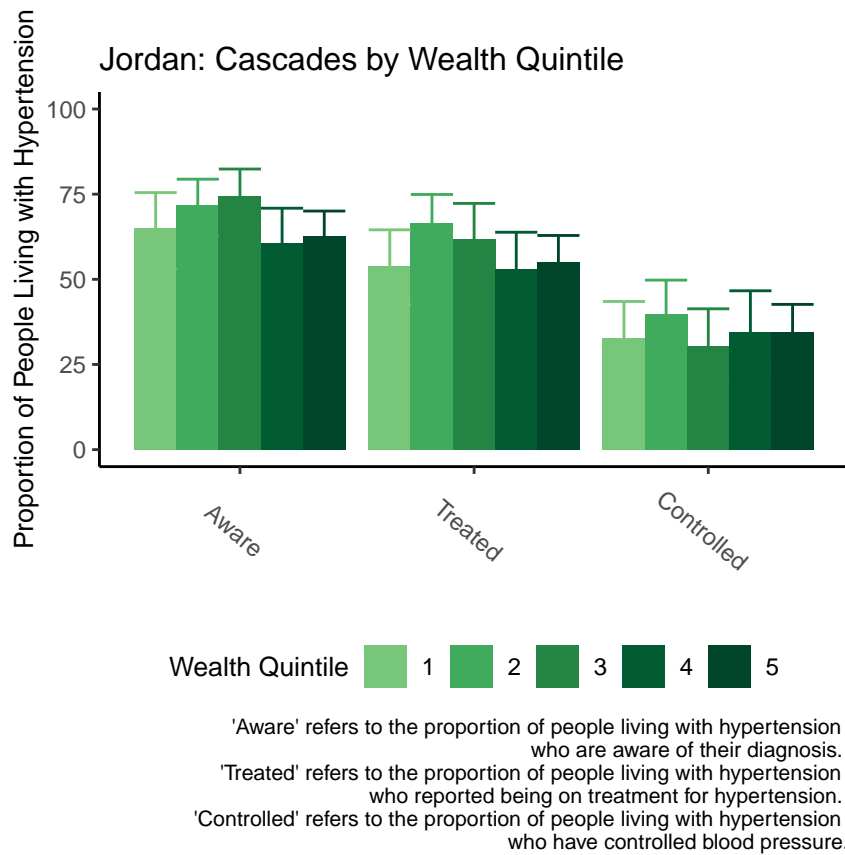 Jordan: Cascades by Wealth Quintile
Proportion of People Living with Hypertension
100
75
50
25
0
Aware
Treated
Controlled
Wealth Quintile 1 2 3 4 5
'Aware' refers to the proportion of people living with hypertension
who are aware of their diagnosis.
'Treated' refers to the proportion of people living with hypertension
who reported being on treatment for hypertension.
'Controlled' refers to the proportion of people living with hypertension
who have controlled blood pressure.